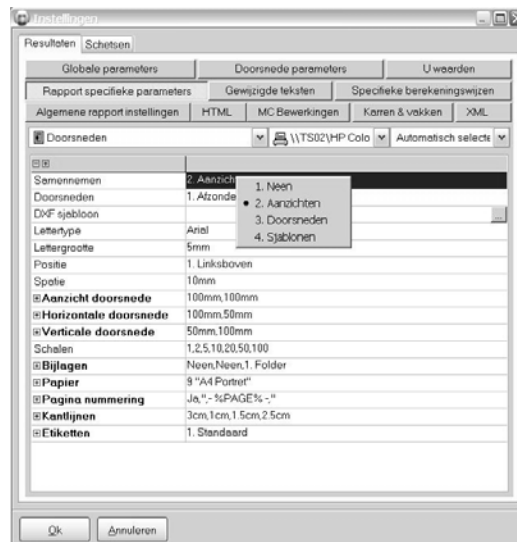 Instellingen
Resultaten Schetsen
Globale parameters Doorsnede parameters U waarden
Rapport specifieke parameters Gewijzigde teksten Specifieke berekeningswijzen
Algemene rapport instellingen HTML MC Bewerkingen Karren & vakken XML
Doorsneden \\TS02\HP Colo Automatisch selecte
Samennemen 2. Aanzicht
1. Neen
2. Aanzichten
3. Doorsneden
4. Sjablonen
Doorsneden 1. Afzonde
DXF sjabloon ...
Lettertype Arial
Lettergrootte 5mm
Positie 1. Linksboven
Spatie 10mm
Aanzicht doorsnede 100mm,100mm
Horizontale doorsnede 100mm,50mm
Verticale doorsnede 50mm,100mm
Schalen 1,2,5,10,20,50,100
Bijlagen Neen,Neen,1. Folder
Papier 9 "A4 Portret"
Pagina nummering Ja,",- %PAGE% -,"
Kantlijnen 3cm,1cm,1.5cm,2.5cm
Etiketten 1. Standaard
Ok Annuleren